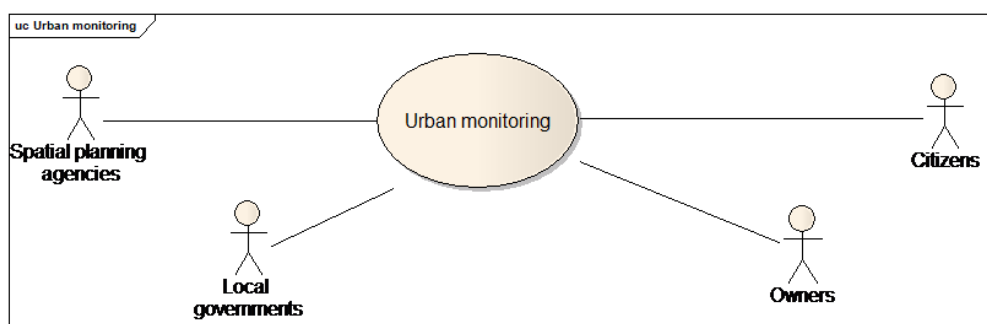 uc Urban monitoring
Urban monitoring
Spatial planning
agencies
Citizens
Local
governments
Owners